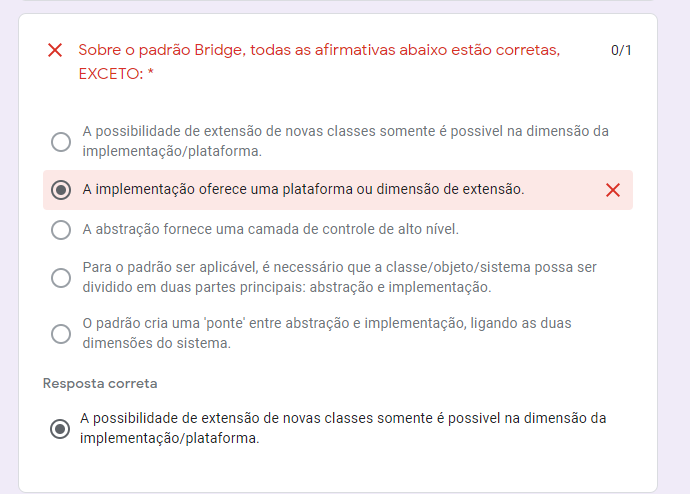 Sobre o padrão Bridge, todas as afirmativas abaixo estão corretas, 0/1
EXCETO: *
A possibilidade de extensão de novas classes somente é possivel na dimensão da
implementação/plataforma.
A implementação oferece uma plataforma ou dimensão de extensão.
A abstração fornece uma camada de controle de alto nível.
Para o padrão ser aplicável, é necessário que a classe/objeto/sistema possa ser
dividido em duas partes principais: abstração e implementação.
O padrão cria uma 'ponte' entre abstração e implementação, ligando as duas
dimensões do sistema.
Resposta correta
A possibilidade de extensão de novas classes somente é possivel na dimensão da
implementação/plataforma.